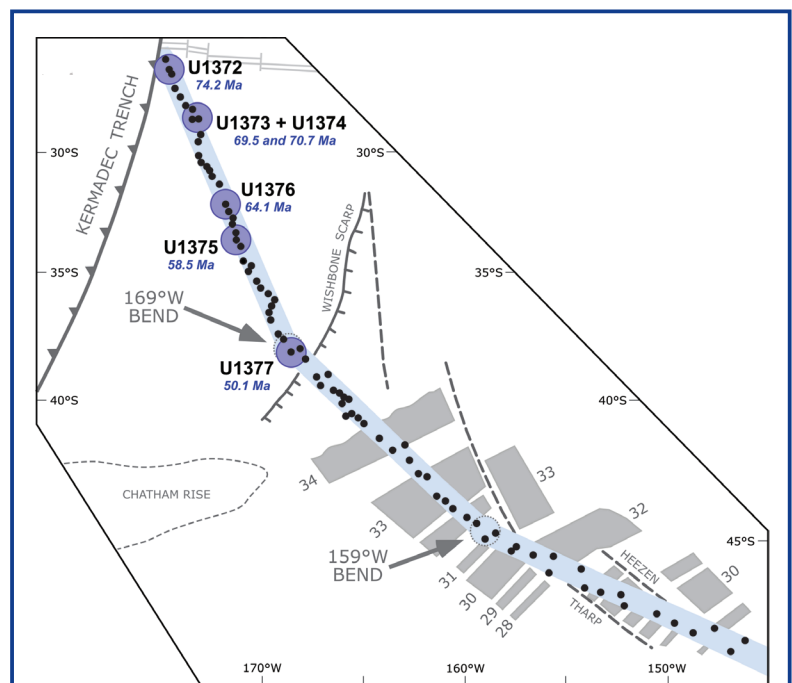 U1372
74.2 Ma
KERMADEC TRENCH
U1373 + U1374
69.5 and 70.7 Ma
30°S
30°S
U1376
64.1 Ma
WISHBONE SCARP
U1375
58.5 Ma
35°S
35°S
169°W
BEND
U1377
50.1 Ma
40°S
40°S
34
33
CHATHAM RISE
33
32
45°S
159°W
BEND
HEEZEN
31
30
30
29
THARP
28
170°W
160°W
150°W